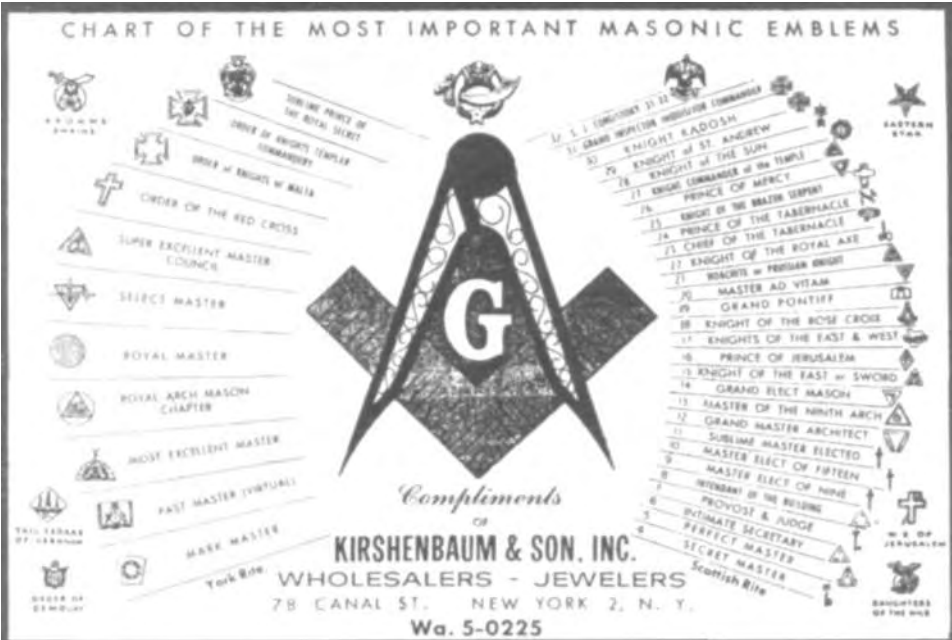 CHART OF THE MOST IMPORTANT MASONIC EMBLEMS
SHRINE
SUBLIME PRINCE OF
THE ROYAL SECRET
ORDER OF KNIGHTS TEMPLAR
COMMANDERY
ORDER of KNIGHTS OF MALTA
ORDER OF THE RED CROSS
SUPER EXCELLENT MASTER
COUNCIL
SELECT MASTER
ROYAL MASTER
ROYAL ARCH MASON
CHAPTER
MOST EXCELLENT MASTER
PAST MASTER (VIRTUAL)
MARK MASTER
York Rite
TALL CEDARS
OF LEBANON
ORDER OF
DEMOLAY
G
Compliments
OF
KIRSHENBAUM & SON, INC.
WHOLESALERS - JEWELERS
78 CANAL ST. NEW YORK 2, N. Y.
Wa. 5-0225
32 S. J. CONSISTORY 31-32
31 GRAND INSPECTOR INQUISITOR COMMANDER
30 KNIGHT KADOSH
29 KNIGHT of ST. ANDREW
28 KNIGHT of THE SUN
27 KNIGHT COMMANDER of the TEMPLE
26 PRINCE OF MERCY
25 KNIGHT OF THE BRAZEN SERPENT
24 PRINCE OF THE TABERNACLE
23 CHIEF OF THE TABERNACLE
22 KNIGHT OF THE ROYAL AXE
21 NOACHITE or PRUSSIAN KNIGHT
20 MASTER AD VITAM
GRAND PONTIFF
18 KNIGHT OF THE ROSE CROIX
17 KNIGHTS OF THE EAST & WEST
16 PRINCE OF JERUSALEM
15 KNIGHT OF THE EAST or SWORD
14 GRAND ELECT MASON
13 MASTER OF THE NINTH ARCH
12 GRAND MASTER ARCHITECT
11 SUBLIME MASTER ELECTED
10 MASTER ELECT OF FIFTEEN
9 MASTER ELECT OF NINE
8 INTENDANT OF THE BUILDING
7 PROVOST & JUDGE
6 INTIMATE SECRETARY
5 PERFECT MASTER
4 SECRET MASTER
Scottish Rite
EASTERN
STAR
W S OF
JERUSALEM
DAUGHTERS
OF THE NILE